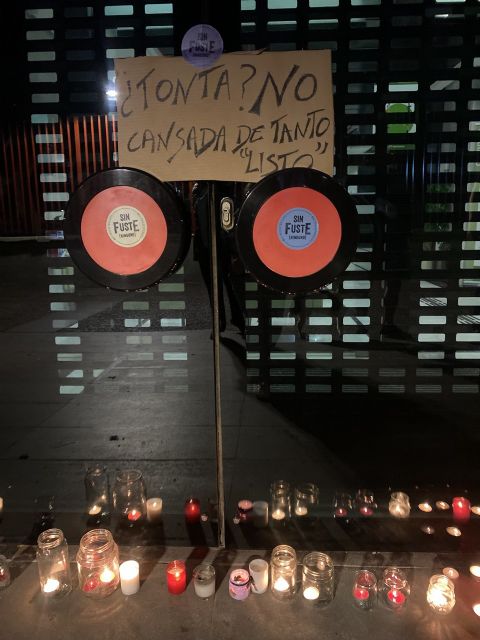 SIN
FUSTE
¿TONTA? NO
CANSADA DE TANTO
"LISTO"
SIN
FUSTE
SIN
FUSTE